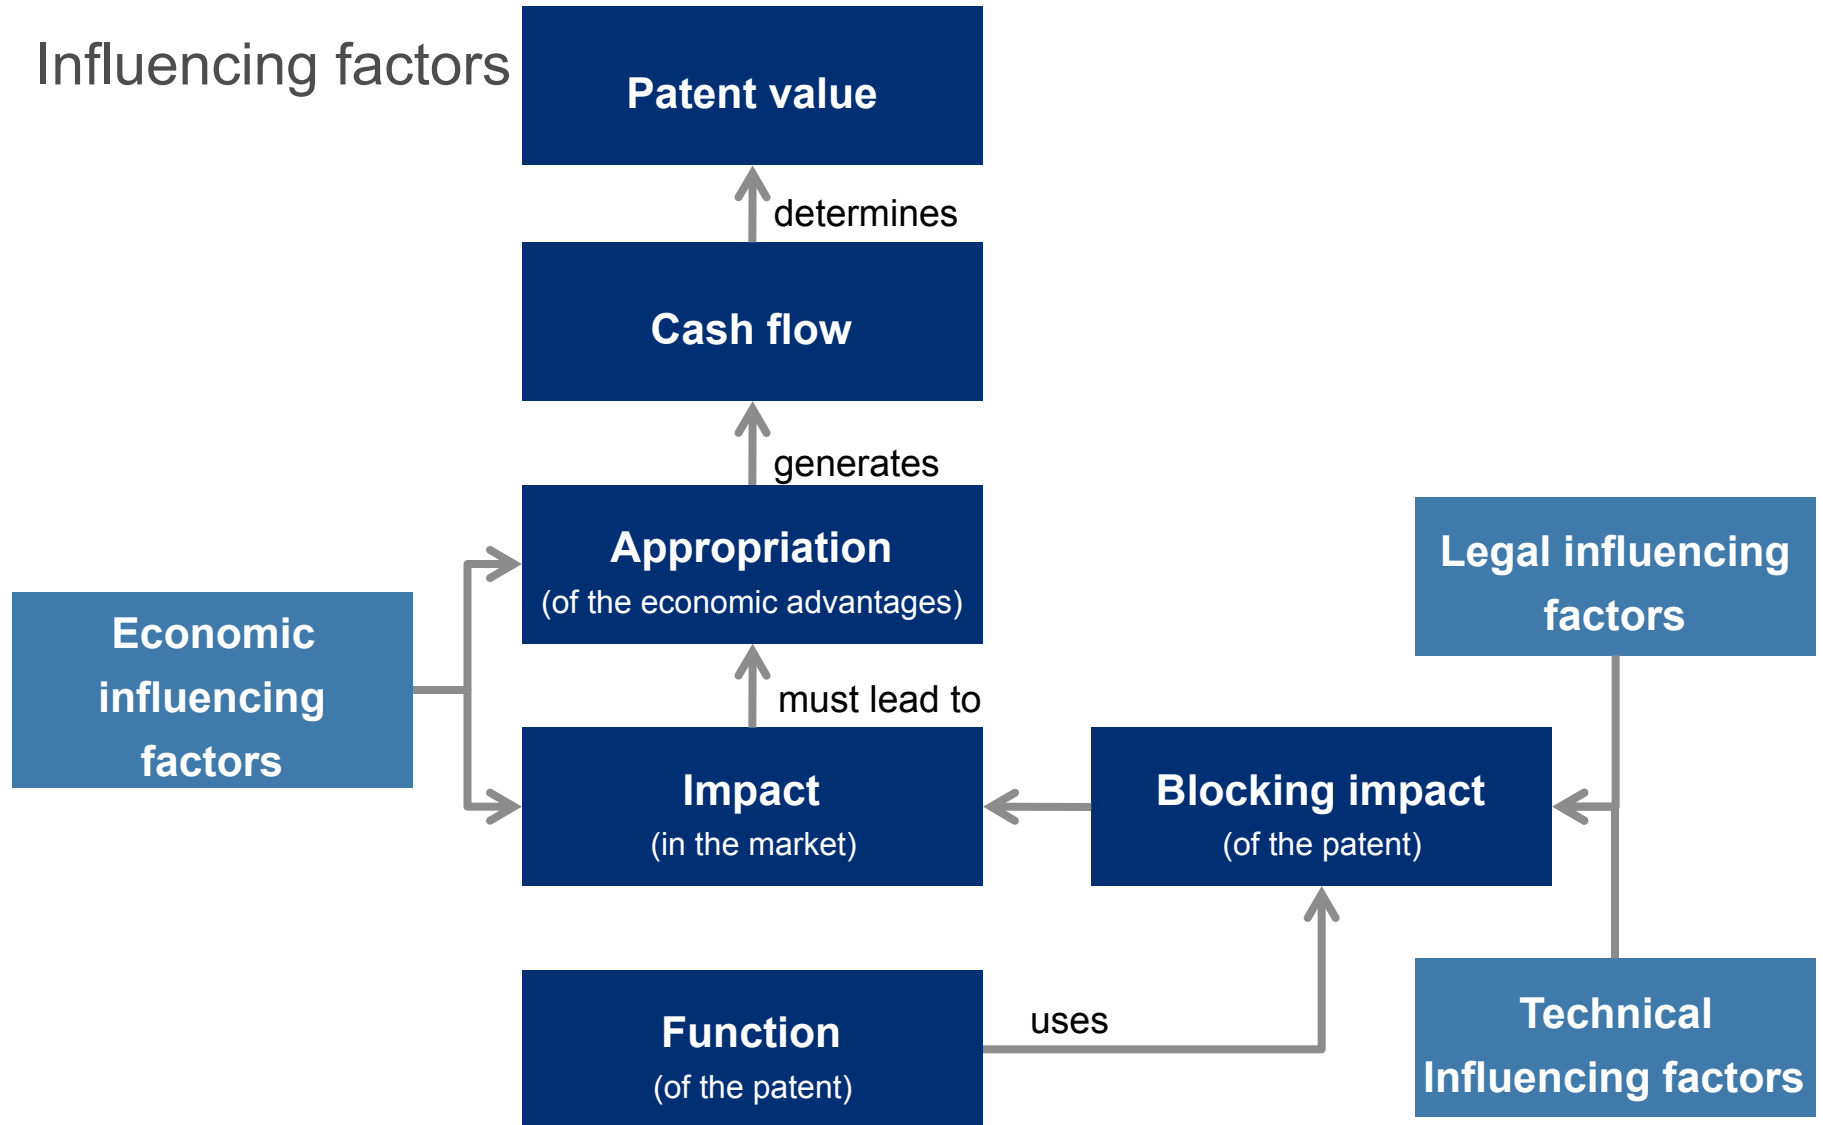 Influencing factors
Patent value
determines
Cash flow
generates
Appropriation
(of the economic advantages)
Legal influencing
factors
Economic
influencing
factors
must lead to
Impact
(in the market)
Blocking impact
(of the patent)
Function
(of the patent)
uses
Technical
Influencing factors